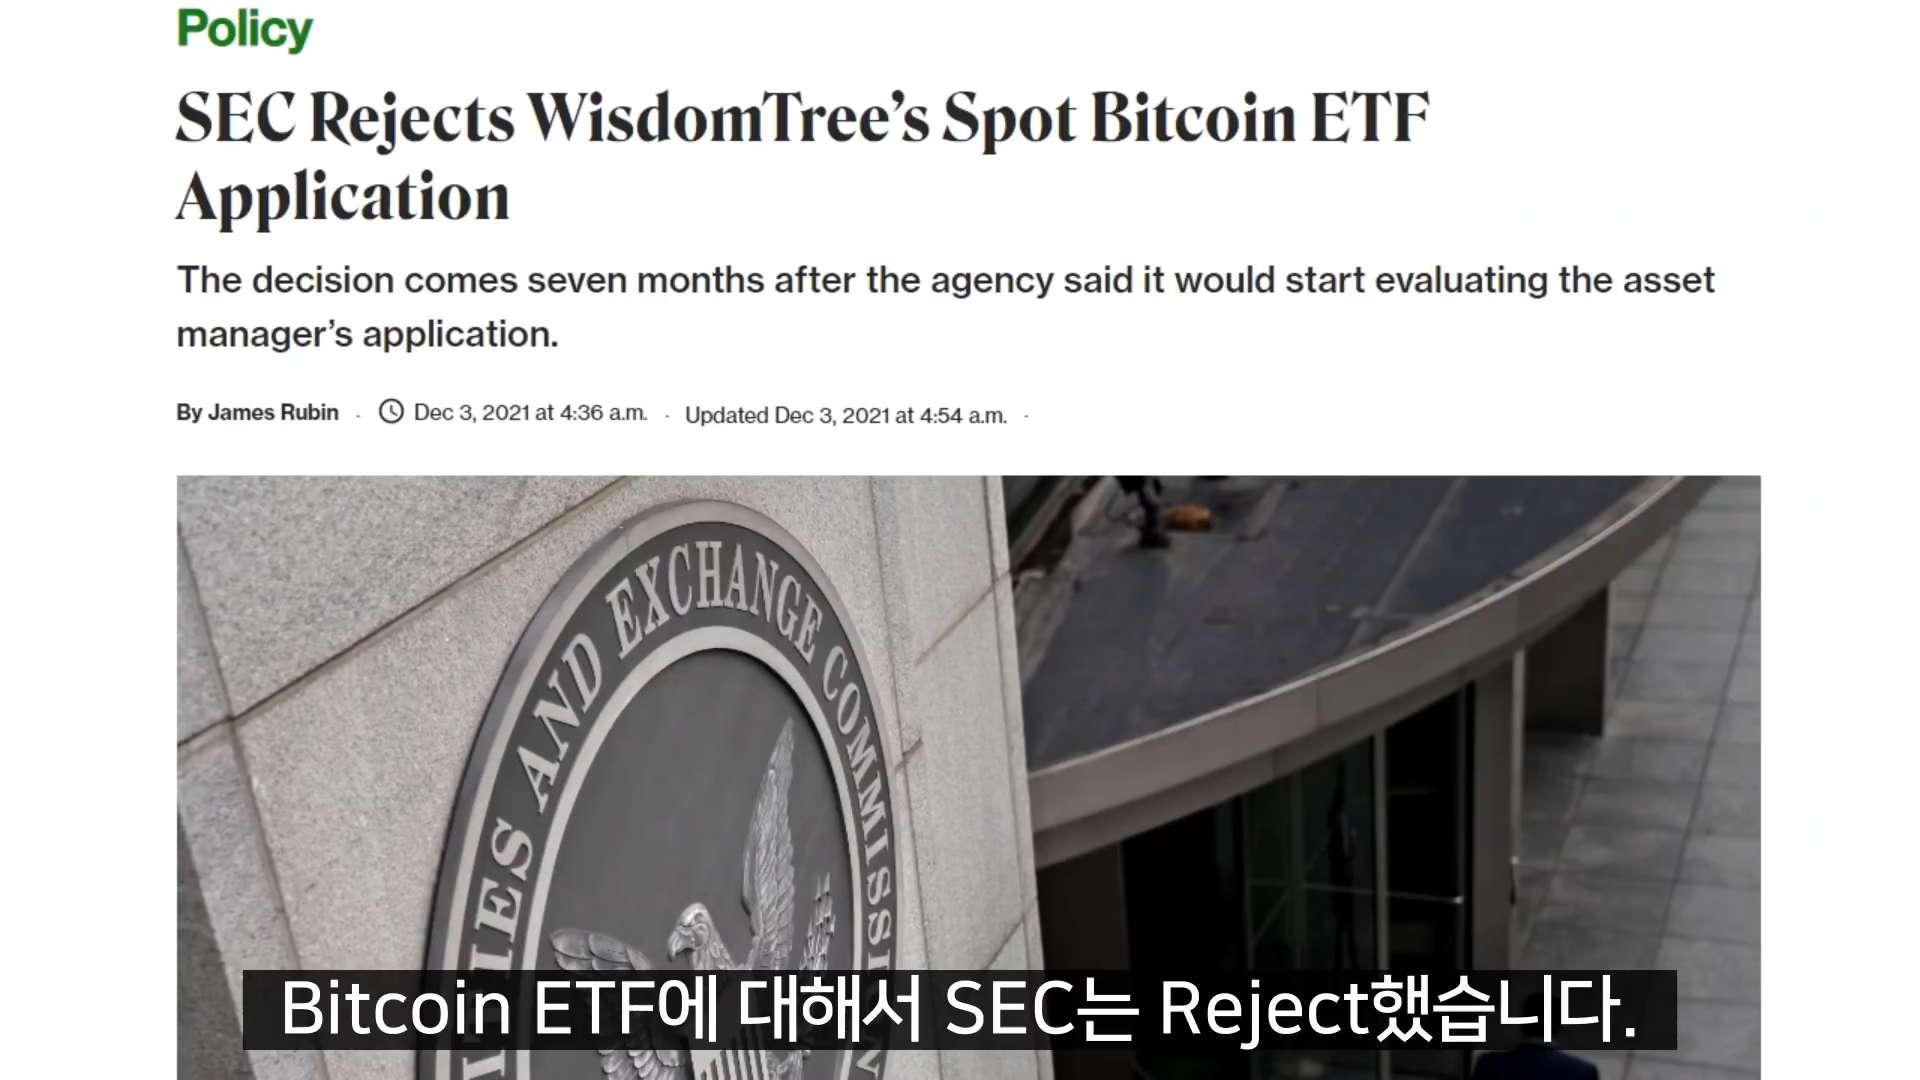 Policy
SEC Rejects WisdomTree’s Spot Bitcoin ETF
Application
The decision comes seven months after the agency said it would start evaluating the asset
manager’s application.
By James Rubin · Dec 3, 2021 at 4:36 a.m. · Updated Dec 3, 2021 at 4:54 a.m. ·
AND EXCHANGE COMMISSION
Bitcoin ETF에 대해서 SEC는 Reject했습니다.